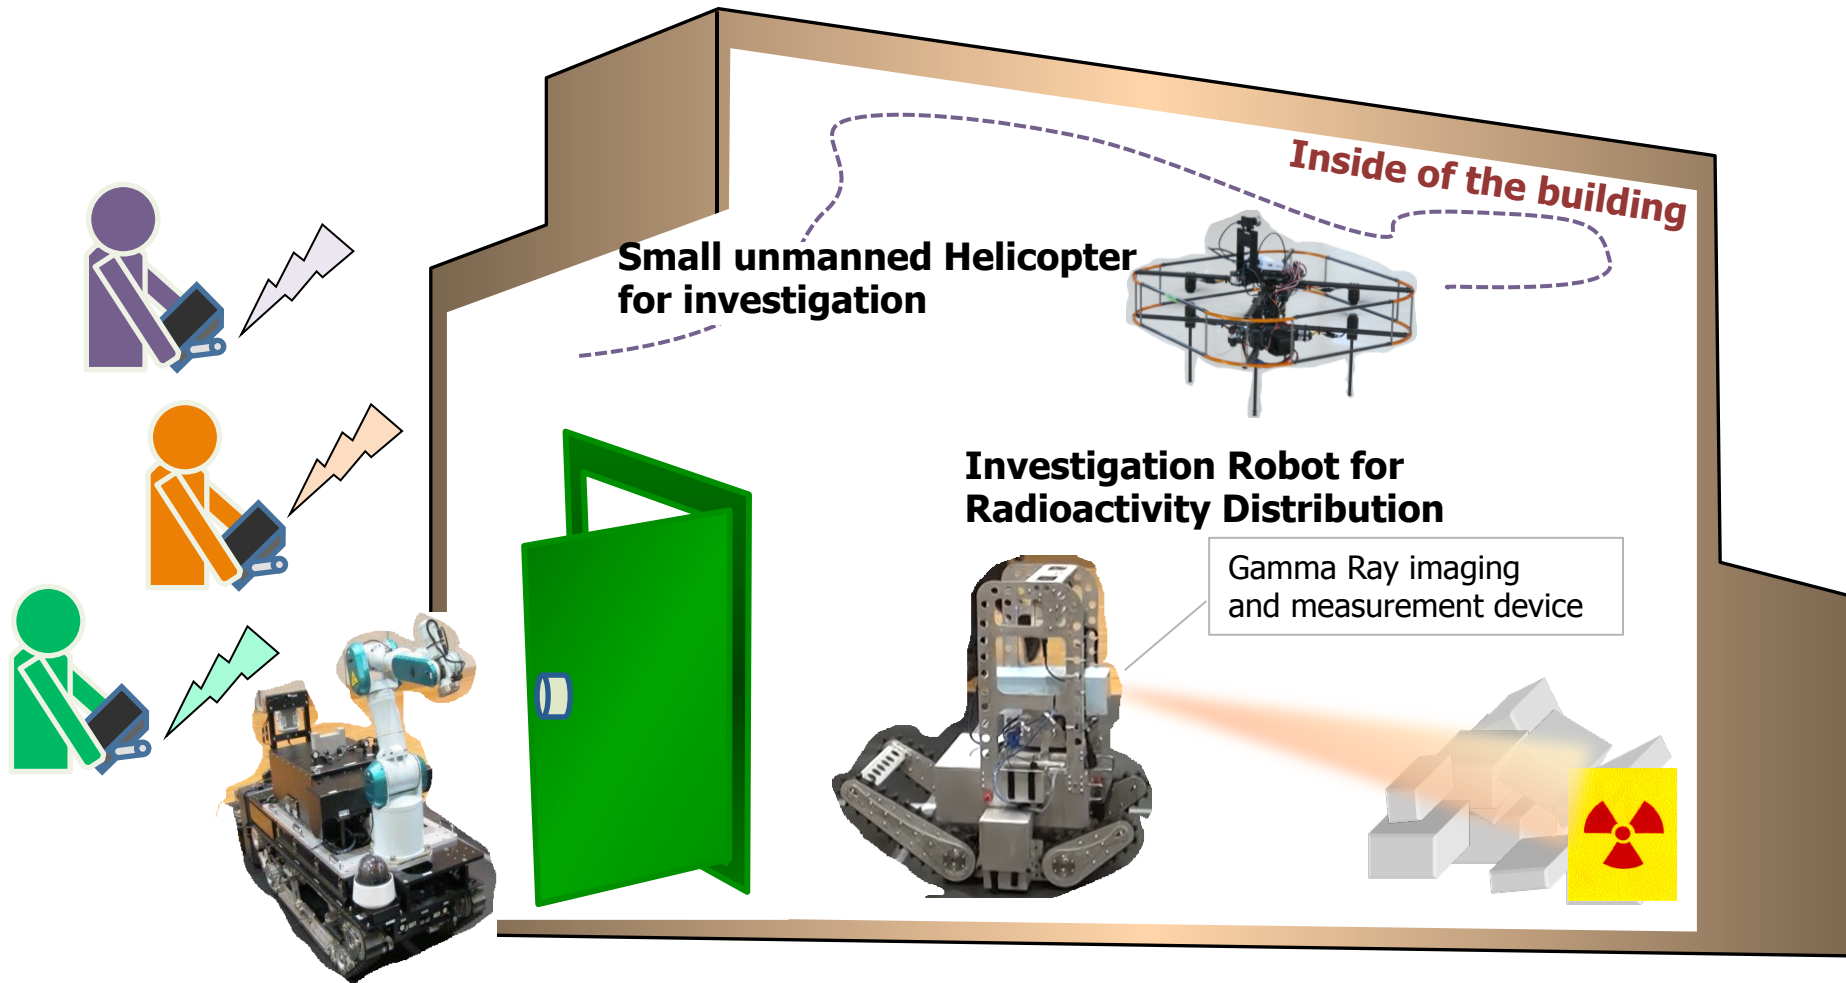 Inside of the building
Small unmanned Helicopter
for investigation
Investigation Robot for
Radioactivity Distribution
Gamma Ray imaging
and measurement device